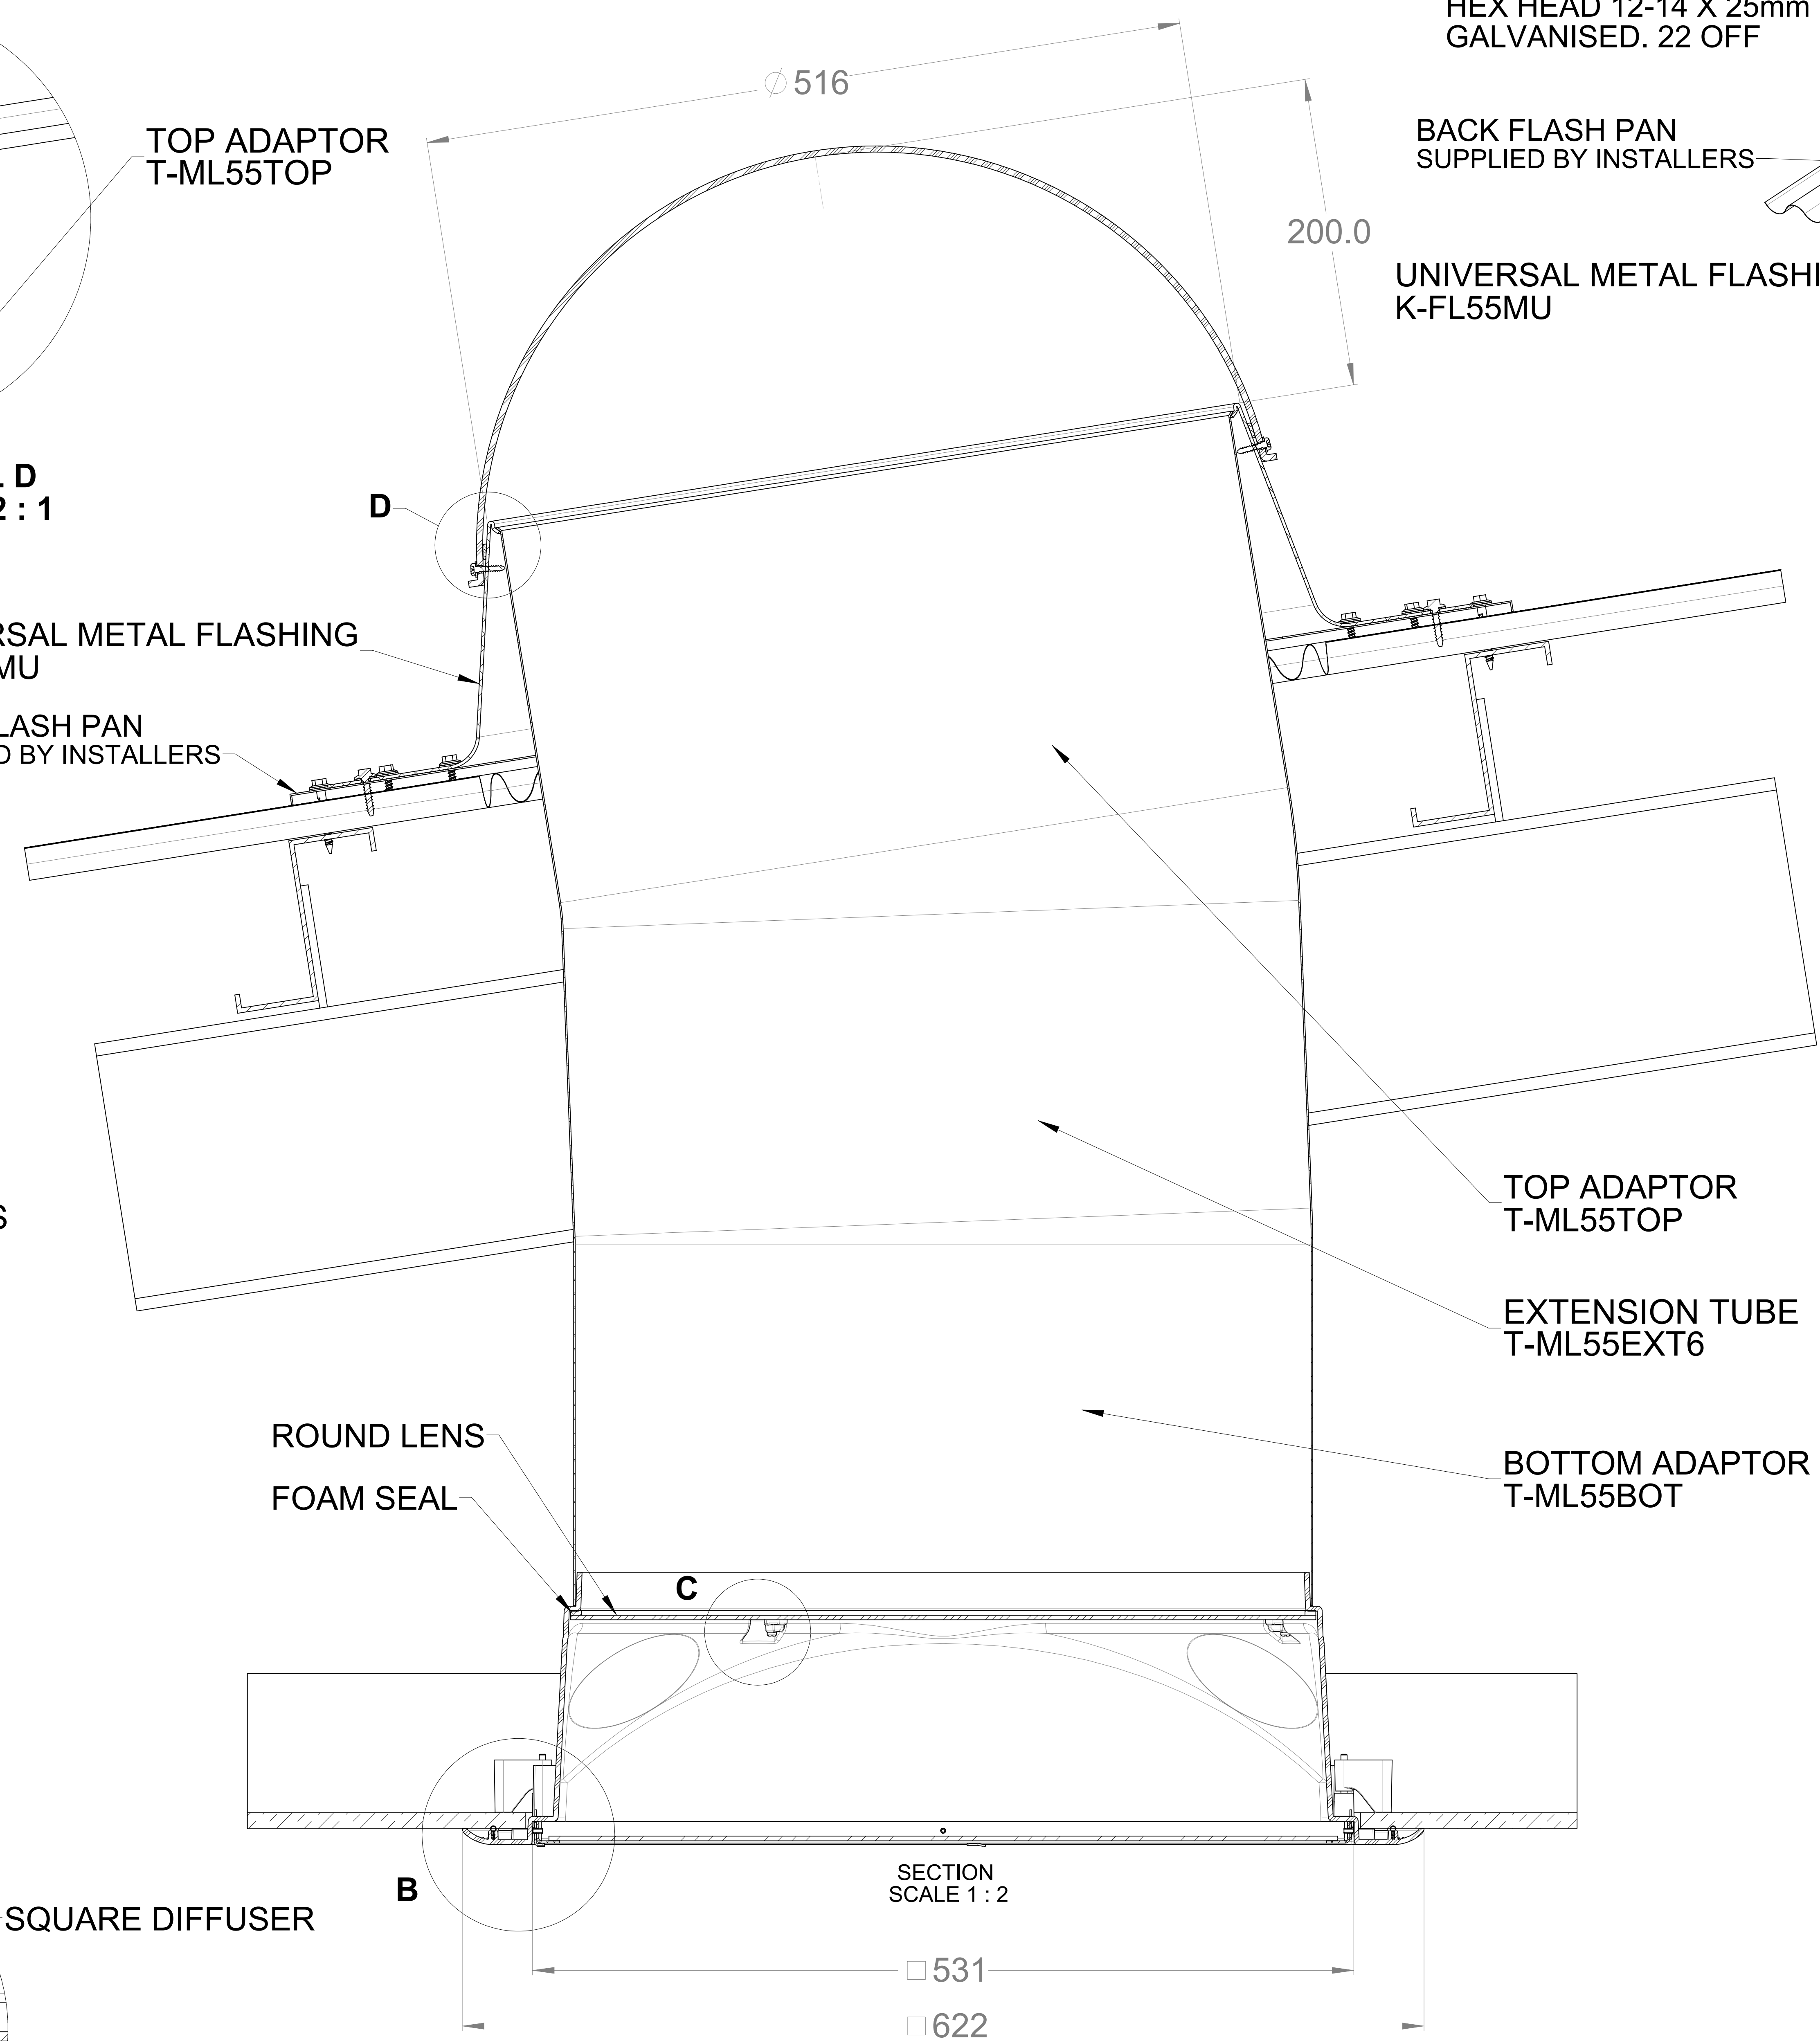 HEX HEAD 12-14 X 25mm
GALVANISED. 22 OFF
⌀ 516
TOP ADAPTOR
T-ML55TOP
BACK FLASH PAN
SUPPLIED BY INSTALLERS
200.0
UNIVERSAL METAL FLASHI
K-FL55MU
L D
2 : 1
D
RSAL METAL FLASHING
MU
LASH PAN
D BY INSTALLERS
TOP ADAPTOR
T-ML55TOP
S
EXTENSION TUBE
T-ML55EXT6
ROUND LENS
FOAM SEAL
BOTTOM ADAPTOR
T-ML55BOT
C
B
SECTION
SCALE 1 : 2
SQUARE DIFFUSER
□ 531
□ 622